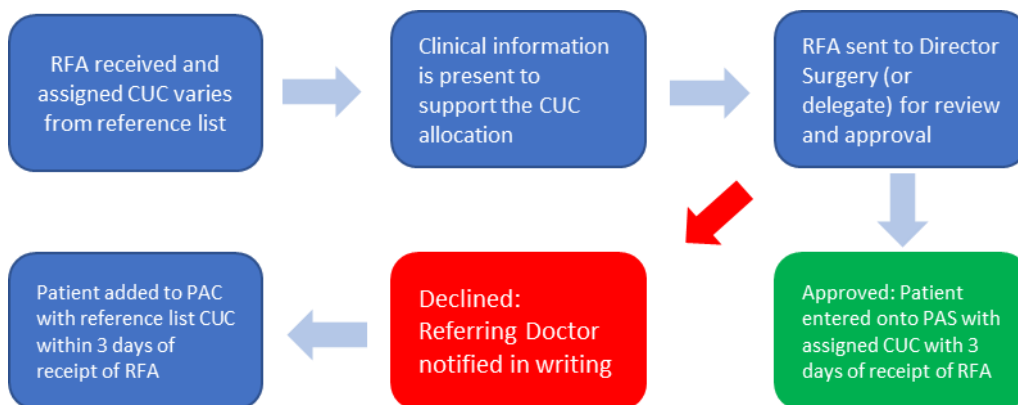 RFA received and
assigned CUC varies
from reference list
Clinical information
is present to
support the CUC
allocation
RFA sent to Director
Surgery (or
delegate) for review
and approval
Patient added to PAC
with reference list CUC
within 3 days of
receipt of RFA
Declined:
Referring Doctor
notified in writing
Approved: Patient
entered onto PAS with
assigned CUC with 3
days of receipt of RFA